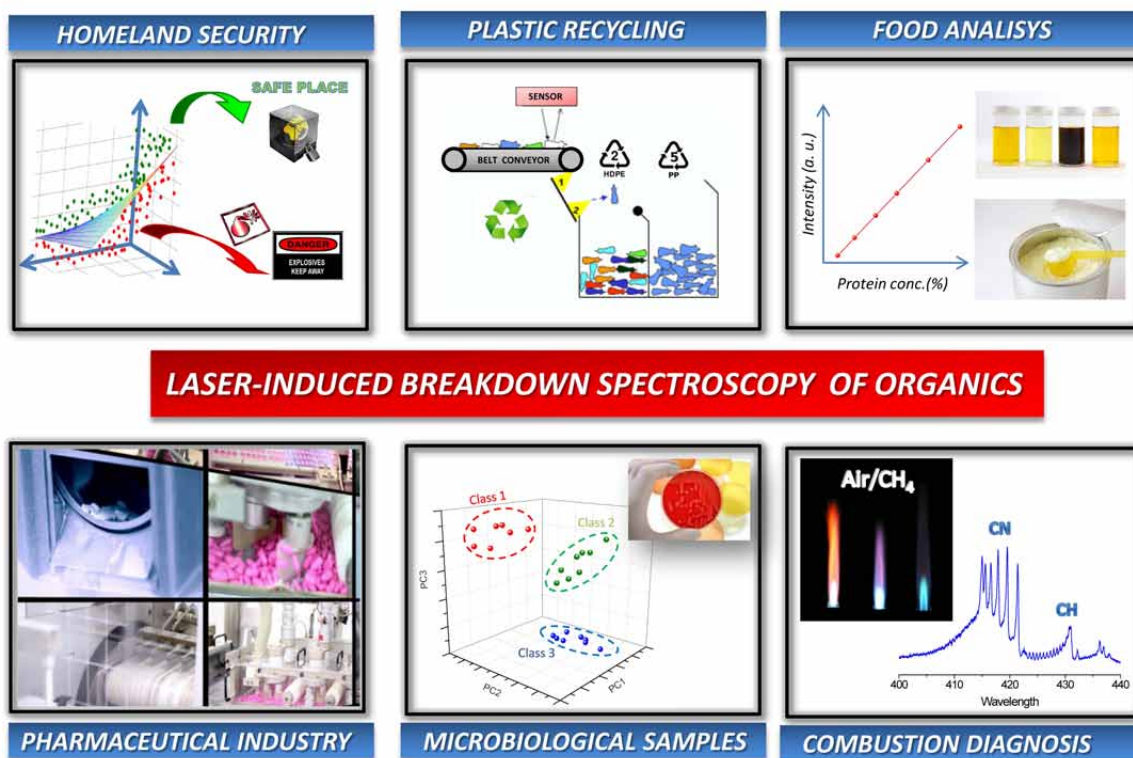 HOMELAND SECURITY
PLASTIC RECYCLING
FOOD ANALISYS
SAFE PLACE
DANGER
EXPLOSIVES
KEEP AWAY
SENSOR
BELT CONVEYOR
1
2
2
HDPE
5
PP
Intensity (a. u.)
Protein conc.(%)
LASER-INDUCED BREAKDOWN SPECTROSCOPY OF ORGANICS
Class 1
Class 2
Class 3
PC3
PC2
PC1
Air/CH₄
CN
CH
400 410 420 430 440
Wavelength
PHARMACEUTICAL INDUSTRY
MICROBIOLOGICAL SAMPLES
COMBUSTION DIAGNOSIS